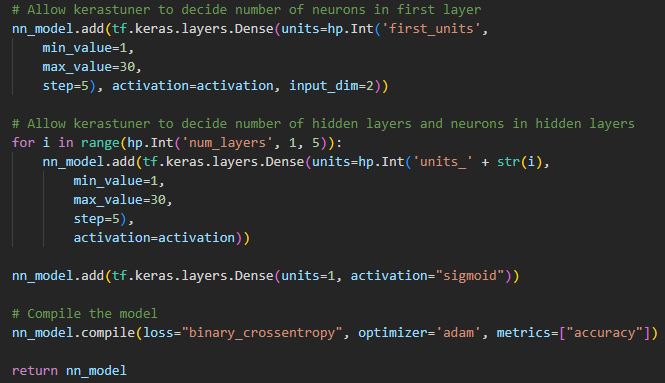 # Allow kerastuner to decide number of neurons in first layer
nn_model.add(tf.keras.layers.Dense(units=hp.Int('first_units',
    min_value=1,
    max_value=30,
    step=5), activation=activation, input_dim=2))

# Allow kerastuner to decide number of hidden layers and neurons in hidden layers
for i in range(hp.Int('num_layers', 1, 5)):
    nn_model.add(tf.keras.layers.Dense(units=hp.Int('units_' + str(i),
        min_value=1,
        max_value=30,
        step=5),
        activation=activation))

nn_model.add(tf.keras.layers.Dense(units=1, activation="sigmoid"))

# Compile the model
nn_model.compile(loss="binary_crossentropy", optimizer='adam', metrics=["accuracy"])

return nn_model